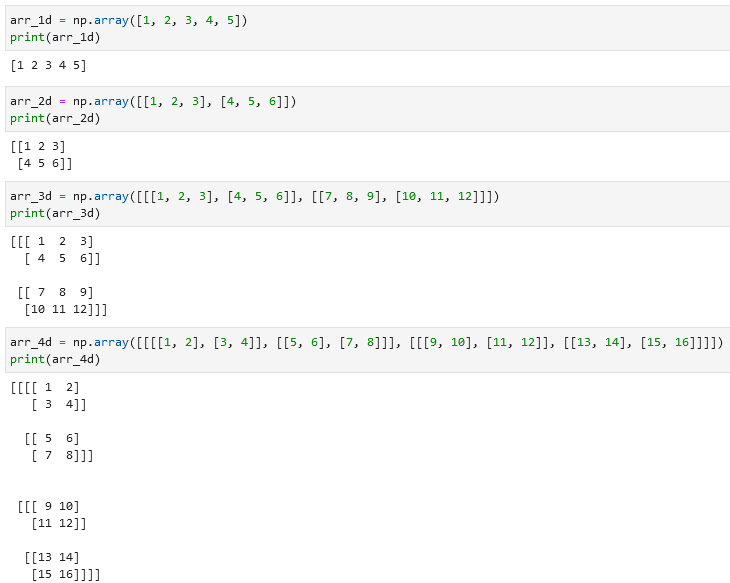 arr_1d = np.array([1, 2, 3, 4, 5])
print(arr_1d)
[1 2 3 4 5]
arr_2d = np.array([[1, 2, 3], [4, 5, 6]])
print(arr_2d)
[[1 2 3]
 [4 5 6]]
arr_3d = np.array([[[1, 2, 3], [4, 5, 6]], [[7, 8, 9], [10, 11, 12]]])
print(arr_3d)
[[[ 1  2  3]
  [ 4  5  6]]
 [[ 7  8  9]
  [10 11 12]]]
arr_4d = np.array([[[[1, 2], [3, 4]], [[5, 6], [7, 8]]], [[[9, 10], [11, 12]], [[13, 14], [15, 16]]]])
print(arr_4d)
[[[[ 1  2]
   [ 3  4]]
  [[ 5  6]
   [ 7  8]]]
 [[[ 9 10]
   [11 12]]
  [[13 14]
   [15 16]]]]